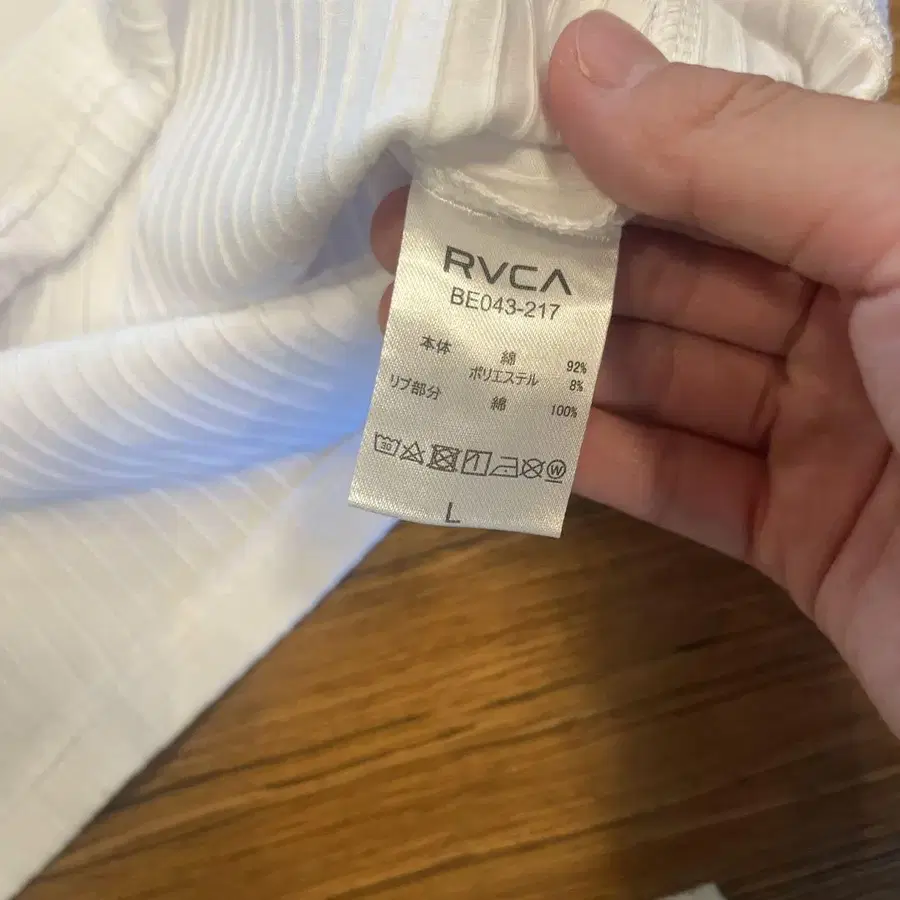 RVCA
BE043-217
本体 綿 92%
ポリエステル 8%
リブ部分 綿 100%
30
W
L